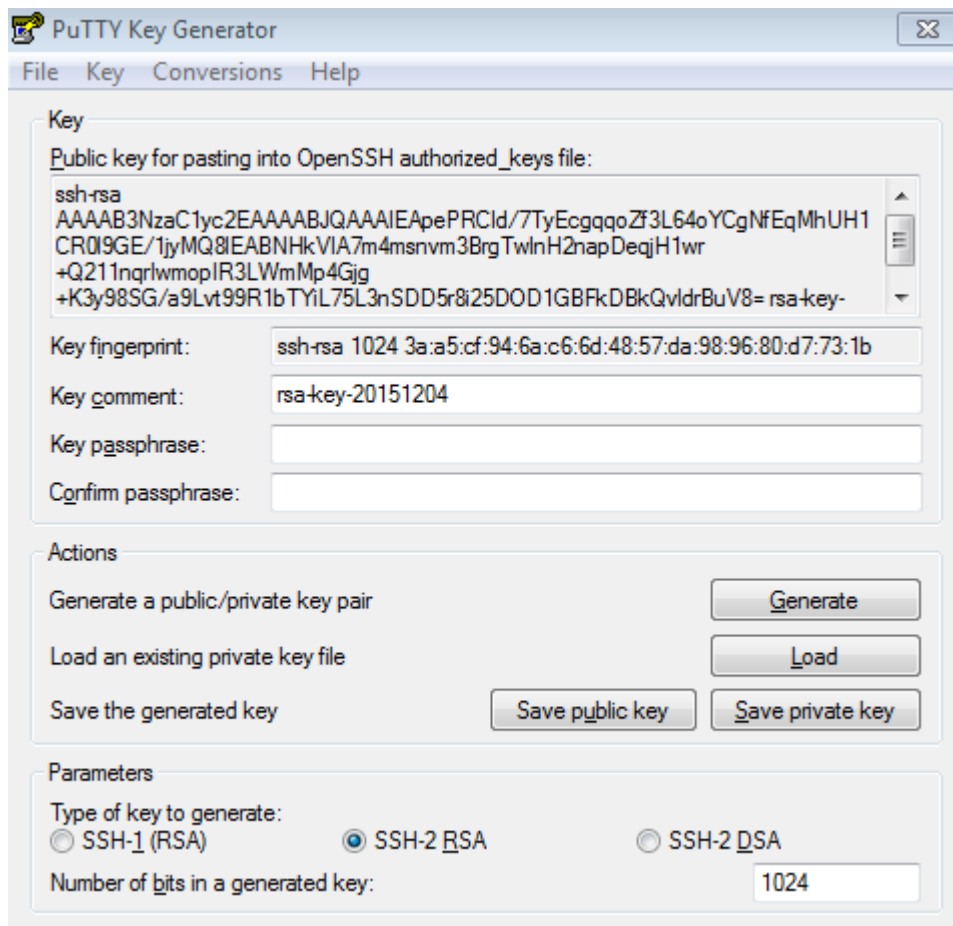 PuTTY Key Generator
File Key Conversions Help
Key
Public key for pasting into OpenSSH authorized_keys file:
ssh-rsa
AAAAB3NzaC1yc2EAAAABJQAAAIEApePRCld/7TyEcgqqoZf3L64oYCgNfEqMhUH1
CR0l9GE/1jyMQ8lEABNHkVIA7m4msnvm3BrgTwlnH2napDeqjH1wr
+Q211nqrlwmopIR3LWmMp4Gjg
+K3y98SG/a9Lvt99R1bTYiL75L3nSDD5r8i25DOD1GBFkDBkQvldrBuV8= rsa-key-
Key fingerprint: ssh-rsa 1024 3a:a5:cf:94:6a:c6:6d:48:57:da:98:96:80:d7:73:1b
Key comment: rsa-key-20151204
Key passphrase:
Confirm passphrase:
Actions
Generate a public/private key pair Generate
Load an existing private key file Load
Save the generated key Save public key Save private key
Parameters
Type of key to generate:
SSH-1 (RSA) SSH-2 RSA SSH-2 DSA
Number of bits in a generated key: 1024